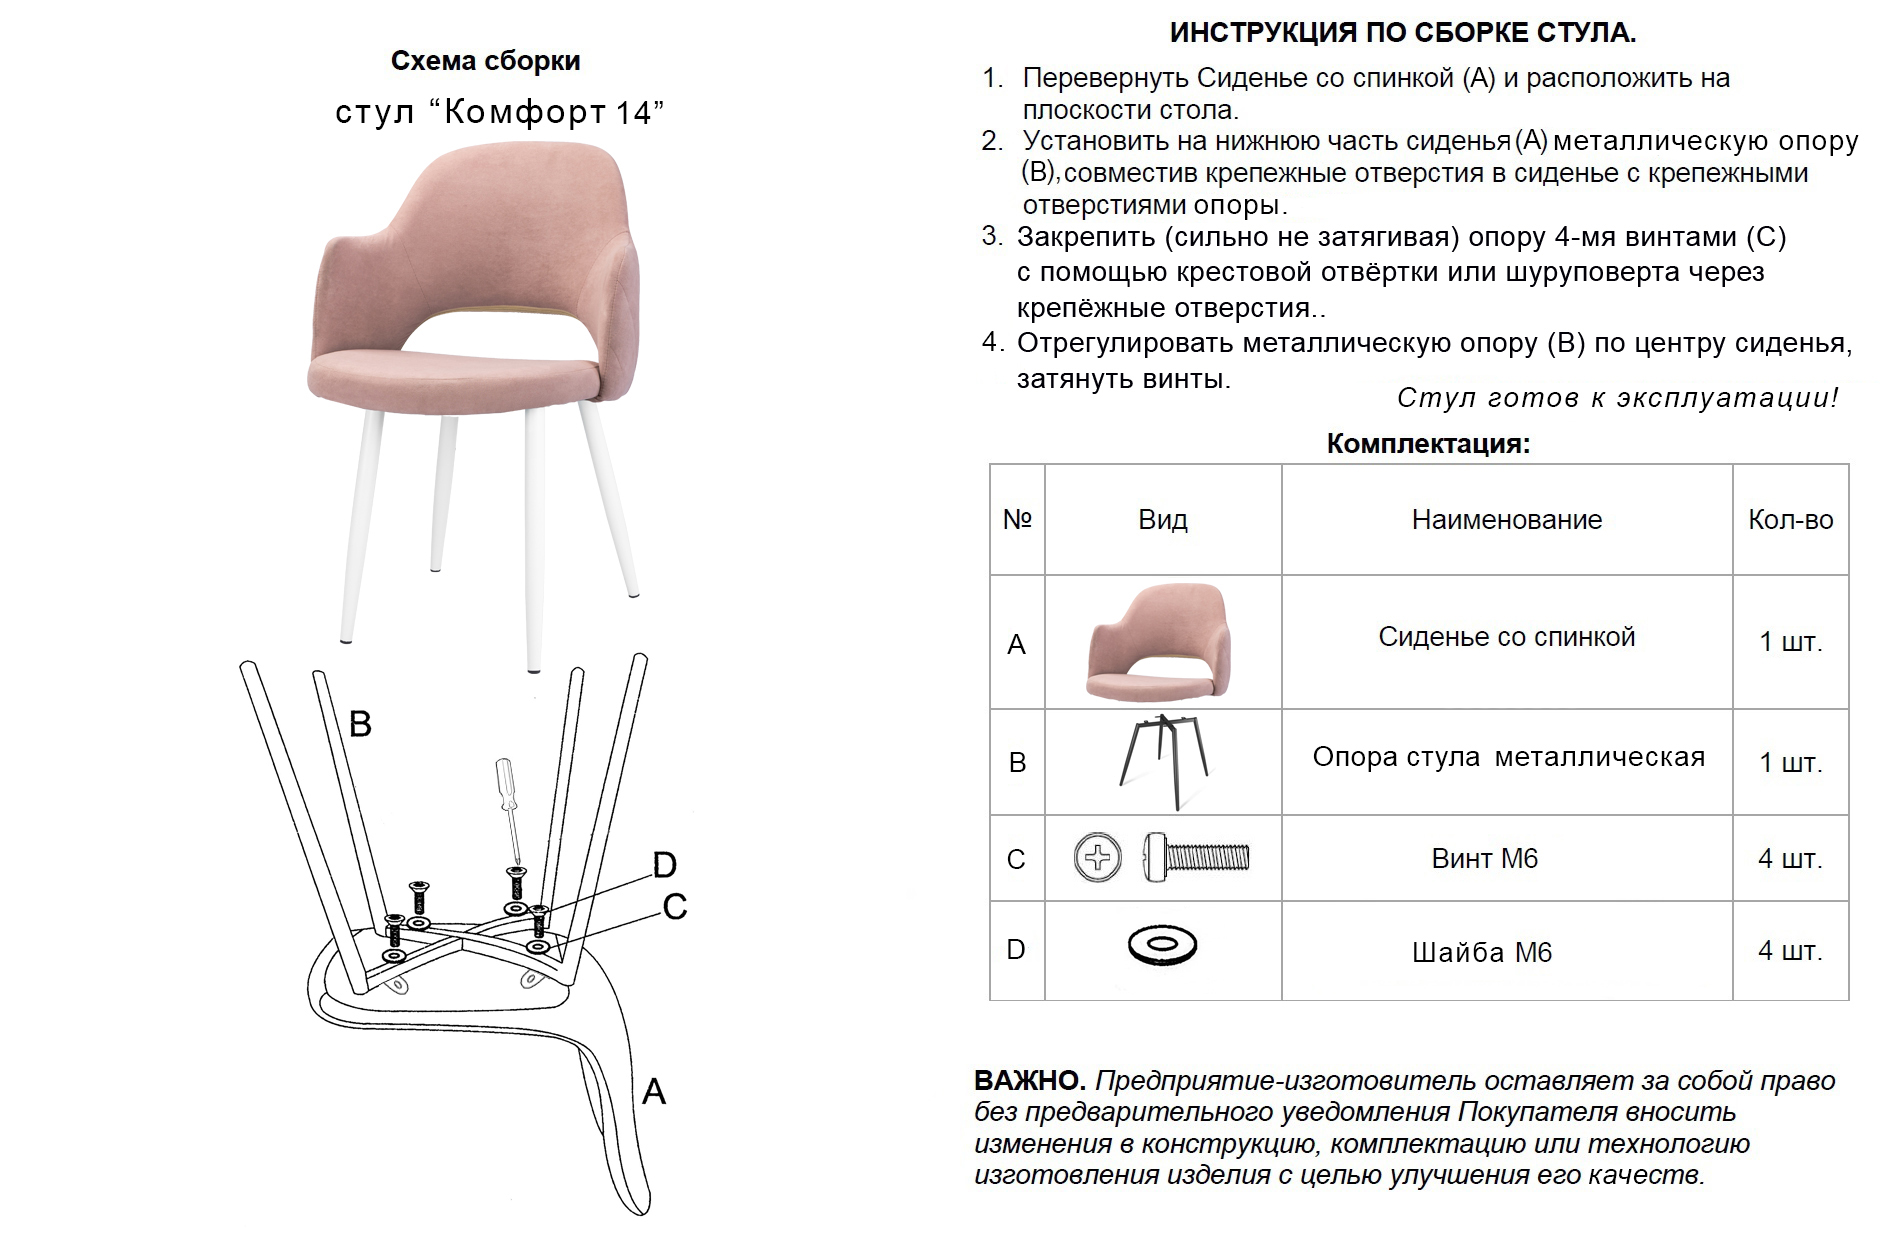 Схема сборки
стул “Комфорт 14”
B
D
C
A
ИНСТРУКЦИЯ ПО СБОРКЕ СТУЛА.
1. Перевернуть Сиденье со спинкой (А) и расположить на
плоскости стола.
2. Установить на нижнюю часть сиденья (А) металлическую опору
(В), совместив крепежные отверстия в сиденье с крепежными
отверстиями опоры.
3. Закрепить (сильно не затягивая) опору 4-мя винтами (С)
с помощью крестовой отвёртки или шуруповерта через
крепёжные отверстия..
4. Отрегулировать металлическую опору (В) по центру сиденья,
затянуть винты.
Стул готов к эксплуатации!
Комплектация:
№ Вид Наименование Кол-во
A Сиденье со спинкой 1 шт.
B Опора стула металлическая 1 шт.
C Винт М6 4 шт.
D Шайба М6 4 шт.
ВАЖНО. Предприятие-изготовитель оставляет за собой право
без предварительного уведомления Покупателя вносить
изменения в конструкцию, комплектацию или технологию
изготовления изделия с целью улучшения его качеств.